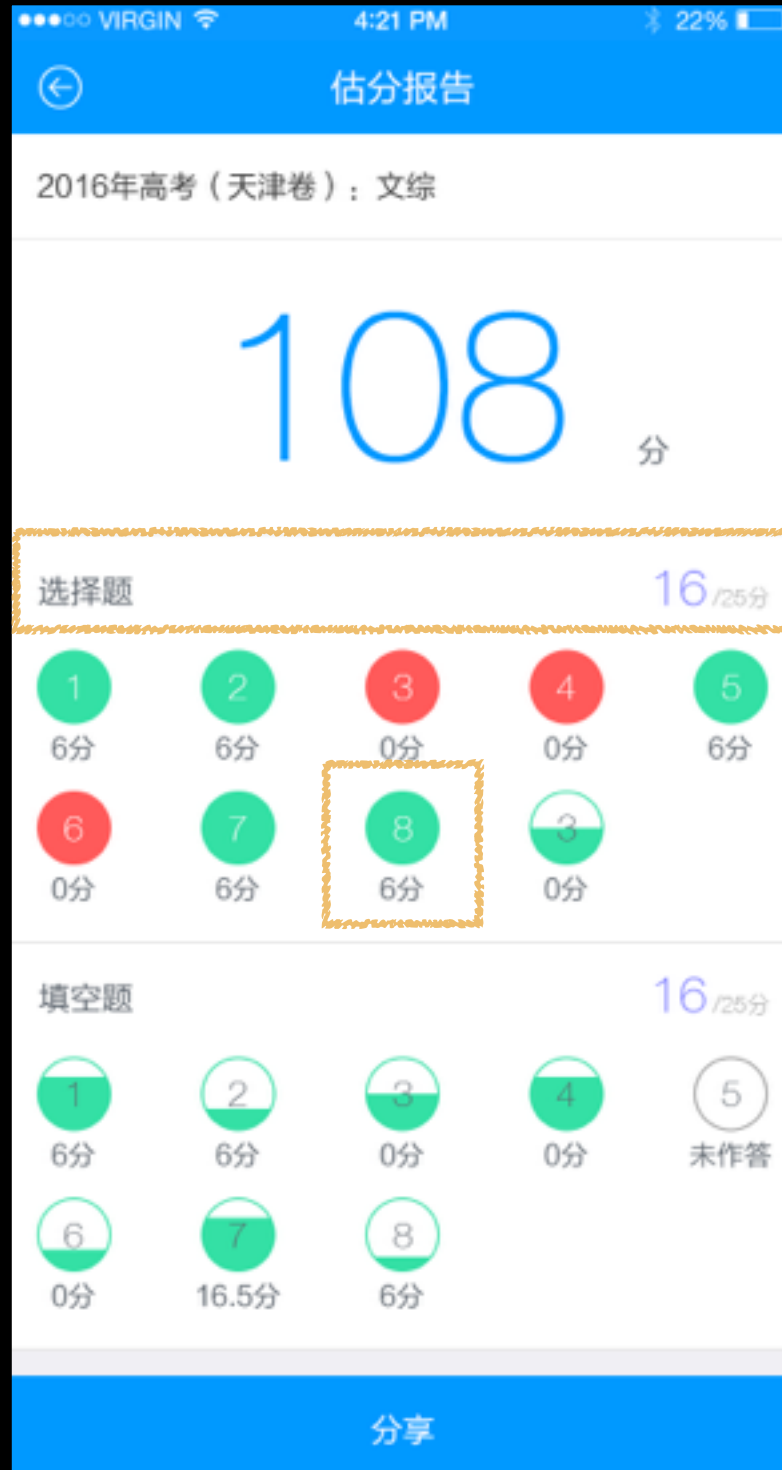 VIRGIN 4:21 PM 22%
估分报告
2016年高考（天津卷）：文综
108 分
选择题 16/25分
1 2 3 4 5
6分 6分 0分 0分 6分
6 7 8 3
0分 6分 6分 0分
填空题 16/25分
1 2 3 4 5
6分 6分 0分 0分 未作答
6 7 8
0分 16.5分 6分
分享